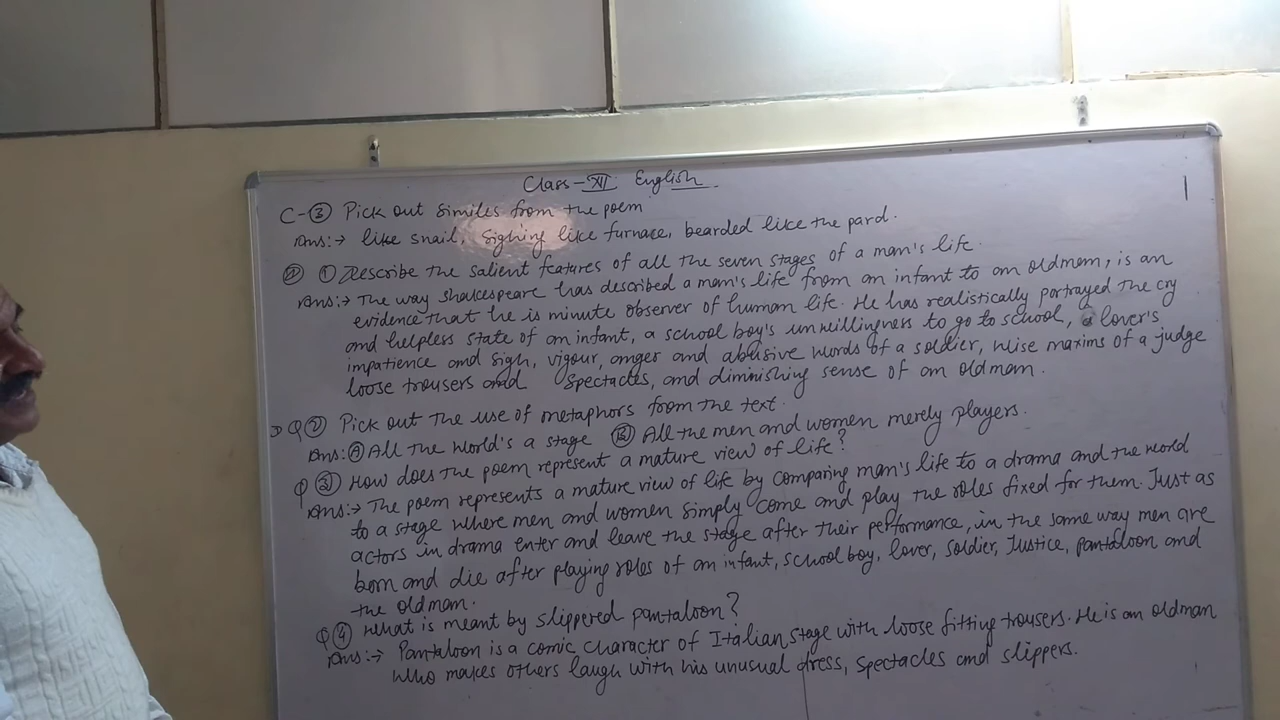 Class - XII English
C-③ Pick out similes from the poem
Ans:→ like snail, Sighing like furnace, bearded like the pard.
② ① Describe the salient features of all the seven stages of a man's life.
Ans:→ The way Shakespeare has described a man's life from an infant to an oldman, is an
evidence that he is minute observer of human life. He has realistically portrayed the cry
and helpless state of an infant, a school boy's unwillingness to go to school, a lover's
impatience and sigh, vigour, anger and abusive words of a soldier, wise maxims of a judge
loose trousers and spectacles, and diminishing sense of an oldman.
Q② Pick out the use of metaphors from the text.
Ans: Ⓐ All the world's a stage Ⓑ All the men and women merely players.
Q ③ How does the poem represent a mature view of life?
Ans:→ The poem represents a mature view of life by comparing man's life to a drama and the world
to a stage where men and women simply come and play the roles fixed for them. Just as
actors in drama enter and leave the stage after their performance, in the same way men are
born and die after playing roles of an infant, school boy, lover, soldier, Justice, pantaloon and
the oldman.
Q④ What is meant by slippered pantaloon?
Ans:→ Pantaloon is a comic character of Italian stage with loose fitting trousers. He is an oldman
who makes others laugh with his unusual dress, spectacles and slippers.